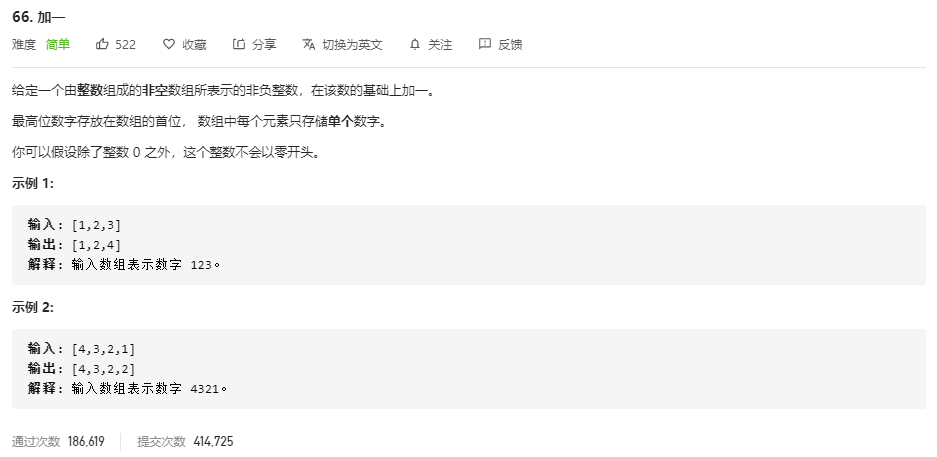 66. 加一
难度 简单 522 收藏 分享 切换为英文 关注 反馈
给定一个由整数组成的非空数组所表示的非负整数，在该数的基础上加一。
最高位数字存放在数组的首位， 数组中每个元素只存储单个数字。
你可以假设除了整数 0 之外，这个整数不会以零开头。
示例 1:
输入: [1,2,3]
输出: [1,2,4]
解释: 输入数组表示数字 123。
示例 2:
输入: [4,3,2,1]
输出: [4,3,2,2]
解释: 输入数组表示数字 4321。
通过次数 186,619 提交次数 414,725